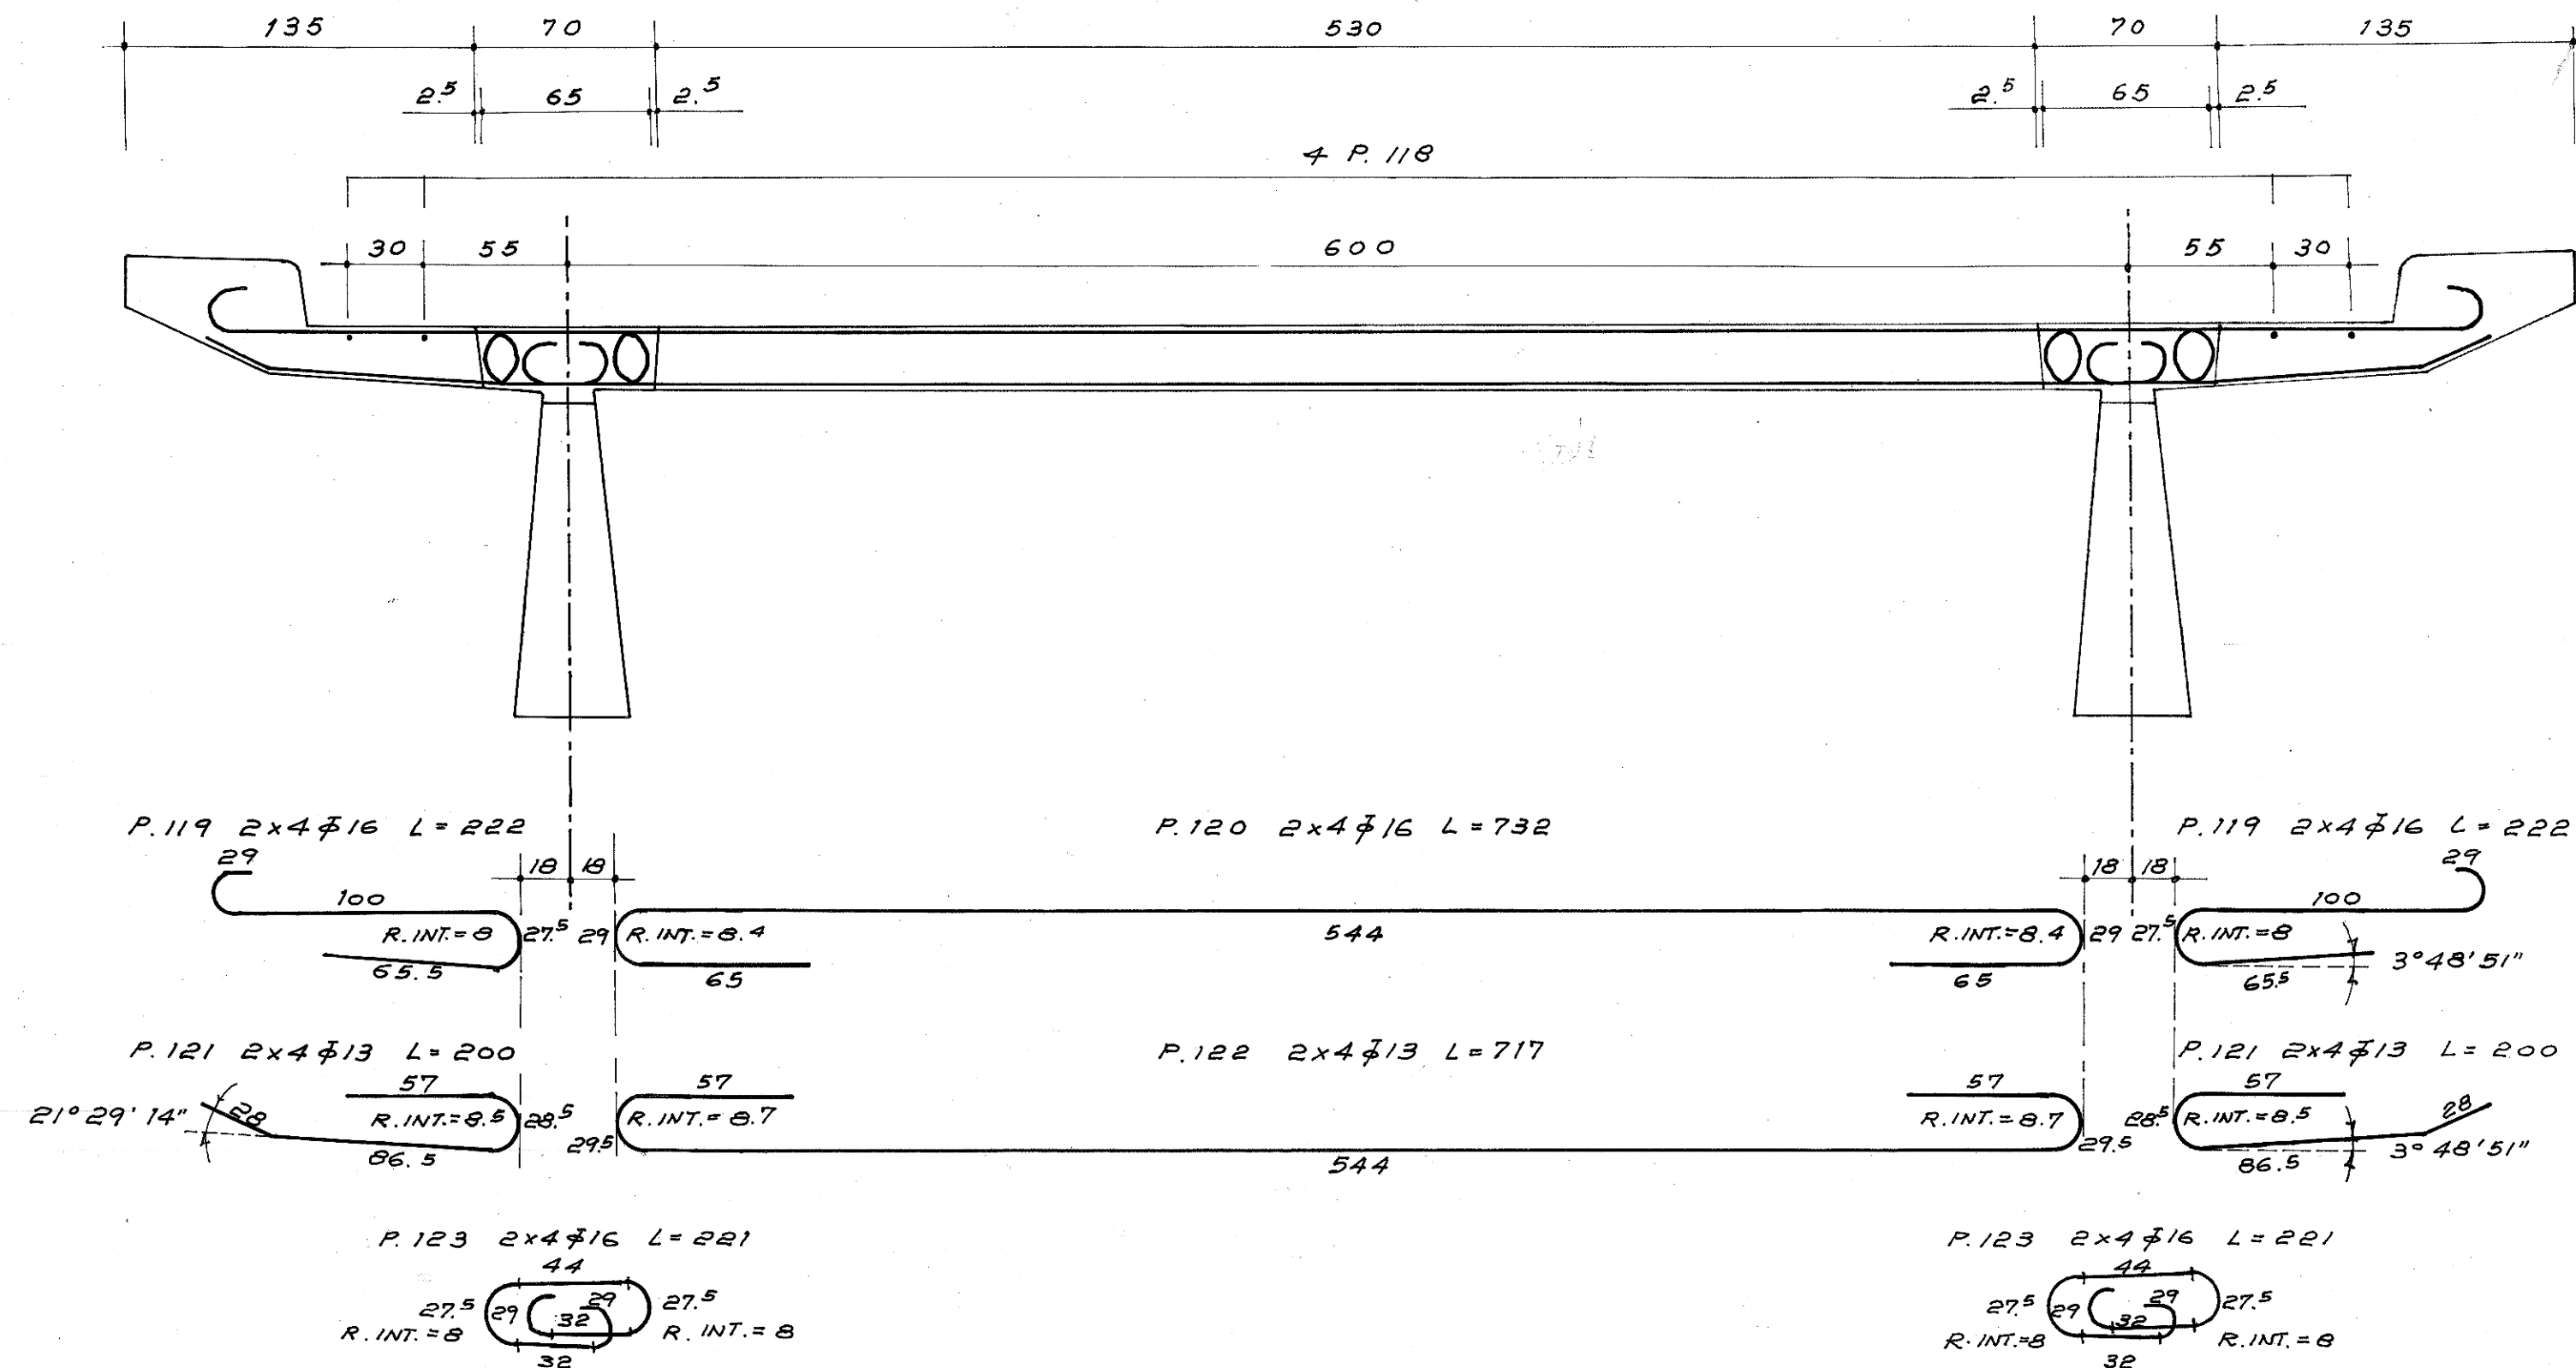 135 70 530 70 135
2.5 65 2.5 2.5 65 2.5
4 P. 118
30 55 600 55 30
P. 119 2x4 ϕ 16 L = 222 P. 120 2x4 ϕ 16 L = 732 P. 119 2x4 ϕ 16 L = 222
29 18 18 18 18 29
100 100
R. INT. = 8 27.5 29 R. INT. = 8.4 544 R. INT. = 8.4 29 27.5 R. INT. = 8
65.5 65 65 65.5 3° 48' 51"
P. 121 2x4 ϕ 13 L = 200 P. 122 2x4 ϕ 13 L = 717 P. 121 2x4 ϕ 13 L = 200
57 57 57 57
21° 29' 14" 28 R. INT. = 8.5 28.5 R. INT. = 8.7 R. INT. = 8.7 28.5 R. INT. = 8.5 28
86.5 29.5 544 29.5 86.5 3° 48' 51"
P. 123 2x4 ϕ 16 L = 221 P. 123 2x4 ϕ 16 L = 221
44 44
27.5 29 29 27.5 27.5 29 29 27.5
R. INT. = 8 32 R. INT. = 8 R. INT. = 8 32 R. INT. = 8
32 32